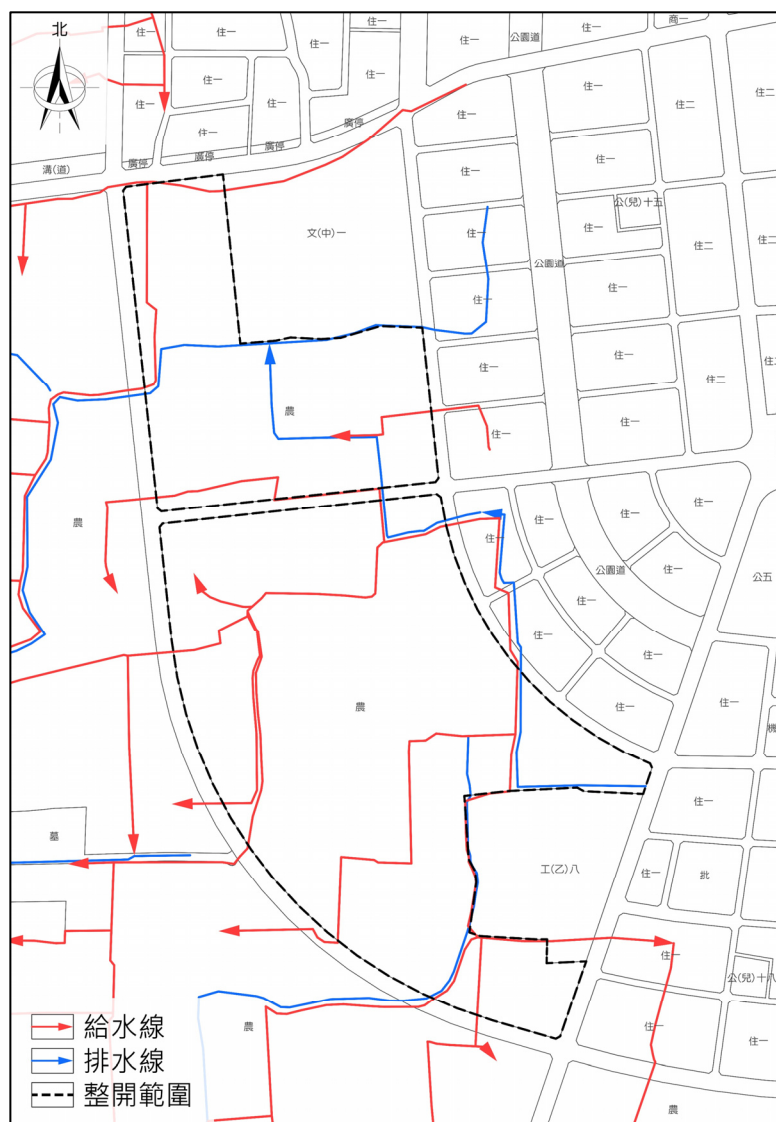 北
住一
住一
住一
住一
公園道
商一
住一
住一
住一
住一
住二
住二
住一
住一
住一
廣停
廣停
廣停
廣停
溝(道)
住一
住一
公(兒)十五
文(中)一
住一
住一
住二
住二
公園道
住一
住一
住一
住一
住二
農
住一
住一
農
住一
住一
住一
住一
公園道
住一
公五
住一
住一
農
住一
住一
住一
機
住一
墓
工(乙)八
住一
住一
公(兒)十八
農
住一
住一
農
給水線
排水線
整開範圍